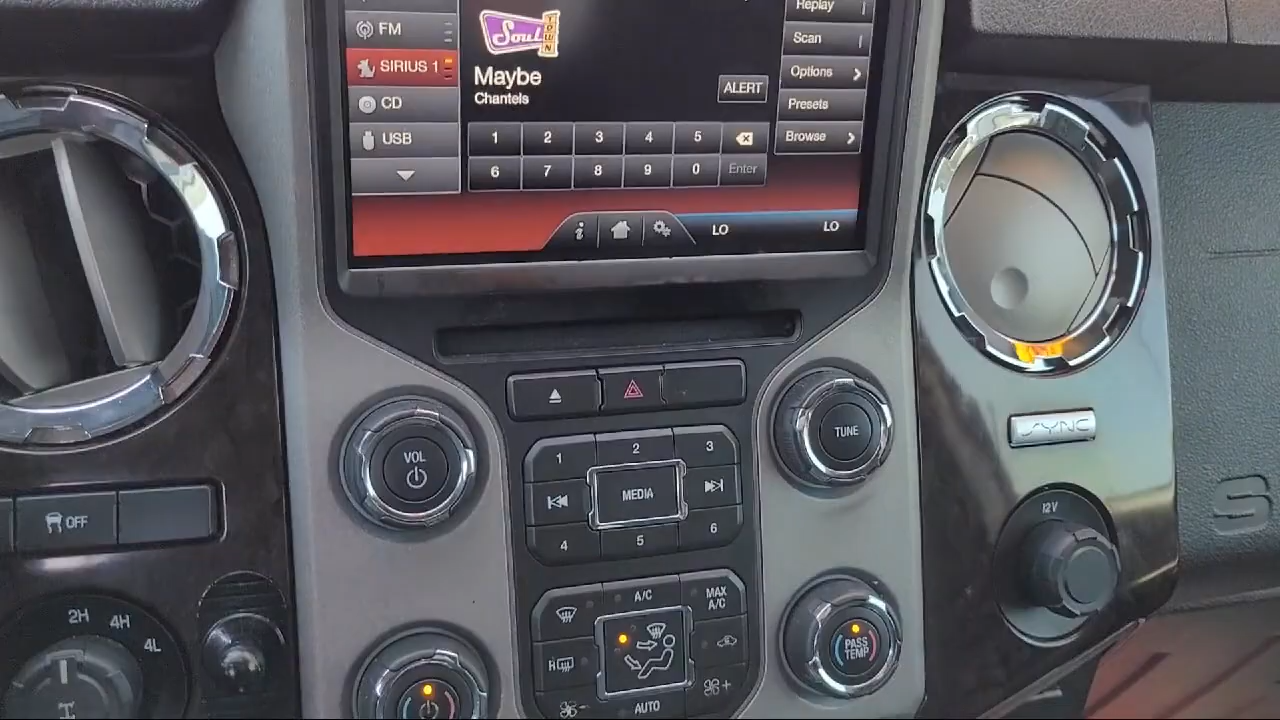 Replay
FM
Soul
TOWN
Scan
SIRIUS 1
Maybe
Options
Chantels
ALERT
CD
Presets
USB
1 2 3 4 5
Browse
6 7 8 9 0 Enter
LO LO
VOL
TUNE
1 2 3
MEDIA
4 5 6
SYNC
12V
OFF
S
2H 4H 4L
A/C
MAX
A/C
R
PASS
TEMP
AUTO